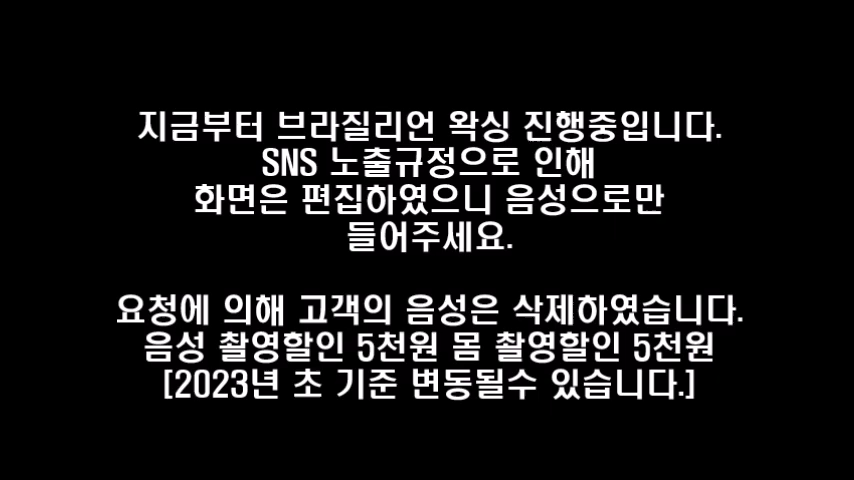 지금부터 브라질리언 왁싱 진행중입니다.
SNS 노출규정으로 인해
화면은 편집하였으니 음성으로만
들어주세요.
요청에 의해 고객의 음성은 삭제하였습니다.
음성 촬영할인 5천원 몸 촬영할인 5천원
[2023년 초 기준 변동될수 있습니다.]